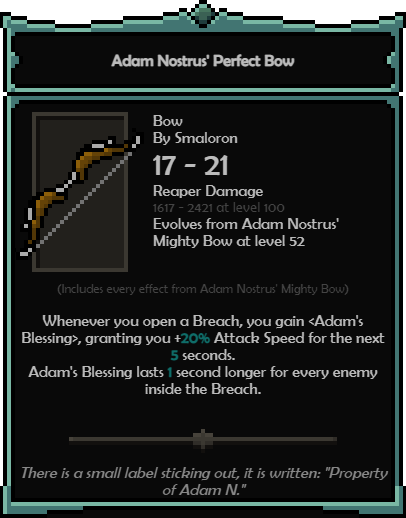 Adam Nostrus' Perfect Bow
Bow
By Smaloron
17 - 21
Reaper Damage
1617 - 2421 at level 100
Evolves from Adam Nostrus'
Mighty Bow at level 52
(Includes every effect from Adam Nostrus' Mighty Bow)
Whenever you open a Breach, you gain <Adam's
Blessing>, granting you +20% Attack Speed for the next
5 seconds.
Adam's Blessing lasts 1 second longer for every enemy
inside the Breach.
There is a small label sticking out, it is written: "Property
of Adam N."